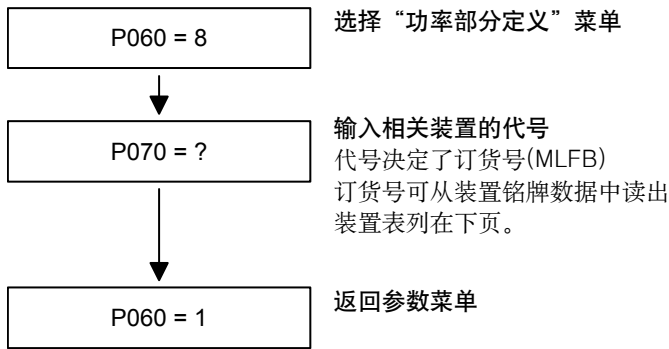 P060 = 8
选择“功率部分定义”菜单
P070 = ?
输入相关装置的代号
代号决定了订货号(MLFB)
订货号可从装置铭牌数据中读出
装置表列在下页。
P060 = 1
返回参数菜单